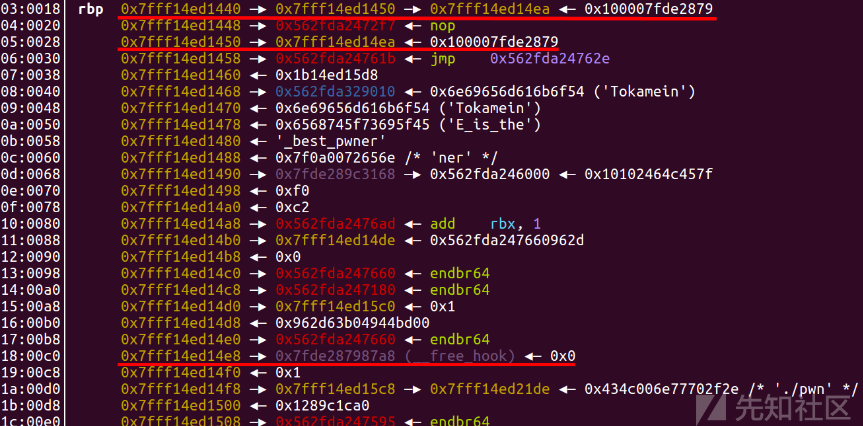 03:0018│ rbp 0x7fff14ed1440 —▸ 0x7fff14ed1450 —▸ 0x7fff14ed14ea ◂— 0x100007fde2879
04:0020│ 0x7fff14ed1448 —▸ 0x562fda2472f7 ◂— nop
05:0028│ 0x7fff14ed1450 —▸ 0x7fff14ed14ea ◂— 0x100007fde2879
06:0030│ 0x7fff14ed1458 —▸ 0x562fda24761b ◂— jmp 0x562fda24762e
07:0038│ 0x7fff14ed1460 ◂— 0x1b14ed15d8
08:0040│ 0x7fff14ed1468 —▸ 0x562fda329010 ◂— 0x6e69656d616b6f54 ('Tokamein')
09:0048│ 0x7fff14ed1470 ◂— 0x6e69656d616b6f54 ('Tokamein')
0a:0050│ 0x7fff14ed1478 ◂— 0x6568745f73695f45 ('E_is_the')
0b:0058│ 0x7fff14ed1480 ◂— '_best_pwner'
0c:0060│ 0x7fff14ed1488 ◂— 0x7f0a0072656e /* 'ner' */
0d:0068│ 0x7fff14ed1490 —▸ 0x7fde289c3168 —▸ 0x562fda246000 ◂— 0x10102464c457f
0e:0070│ 0x7fff14ed1498 ◂— 0xf0
0f:0078│ 0x7fff14ed14a0 ◂— 0xc2
10:0080│ 0x7fff14ed14a8 —▸ 0x562fda2476ad ◂— add rbx, 1
11:0088│ 0x7fff14ed14b0 —▸ 0x7fff14ed14de ◂— 0x562fda247660962d
12:0090│ 0x7fff14ed14b8 ◂— 0x0
13:0098│ 0x7fff14ed14c0 —▸ 0x562fda247660 ◂— endbr64
14:00a0│ 0x7fff14ed14c8 —▸ 0x562fda247180 ◂— endbr64
15:00a8│ 0x7fff14ed14d0 —▸ 0x7fff14ed15c0 ◂— 0x1
16:00b0│ 0x7fff14ed14d8 ◂— 0x962d63b04944bd00
17:00b8│ 0x7fff14ed14e0 —▸ 0x562fda247660 ◂— endbr64
18:00c0│ 0x7fff14ed14e8 —▸ 0x7fde287987a8 (__free_hook) ◂— 0x0
19:00c8│ 0x7fff14ed14f0 ◂— 0x1
1a:00d0│ 0x7fff14ed14f8 —▸ 0x7fff14ed15c8 —▸ 0x7fff14ed21de ◂— 0x434c006e77702f2e /* './pwn' */
1b:00d8│ 0x7fff14ed1500 ◂— 0x1289c1ca0
1c:00e0│ 0x7fff14ed1508 —▸ 0x562fda247595 ◂— endbr64
先知社区